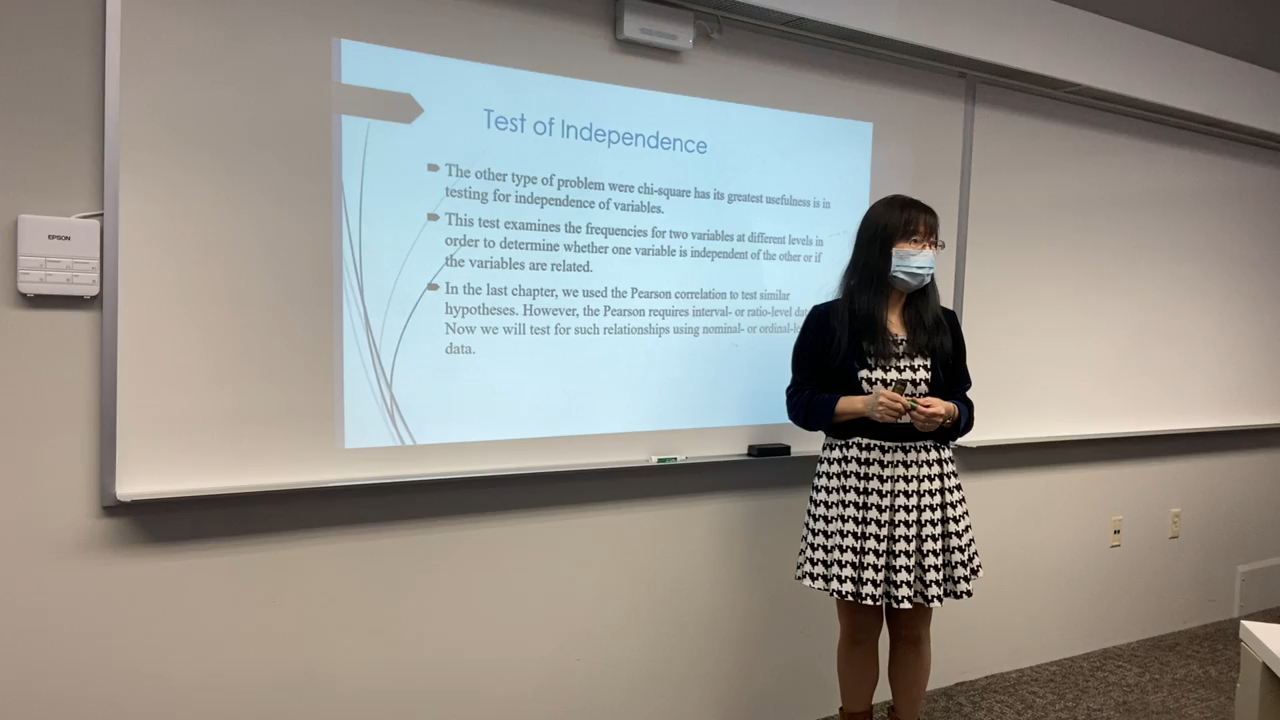 Test of Independence
The other type of problem were chi-square has its greatest usefulness is in
testing for independence of variables.
This test examines the frequencies for two variables at different levels in
order to determine whether one variable is independent of the other or if
the variables are related.
In the last chapter, we used the Pearson correlation to test similar
hypotheses. However, the Pearson requires interval- or ratio-level
Now we will test for such relationships using nominal- or
data.
EPSON